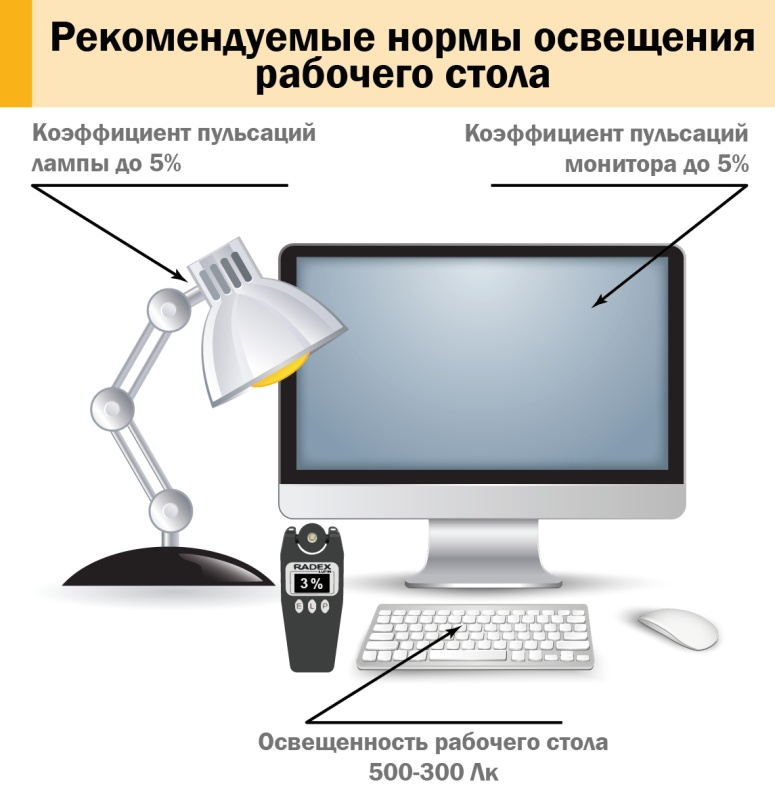 Рекомендуемые нормы освещения
рабочего стола
Коэффициент пульсаций
лампы до 5%
Коэффициент пульсаций
монитора до 5%
RADEX
LUPIN
3 %
E L P
Освещенность рабочего стола
500-300 Лк